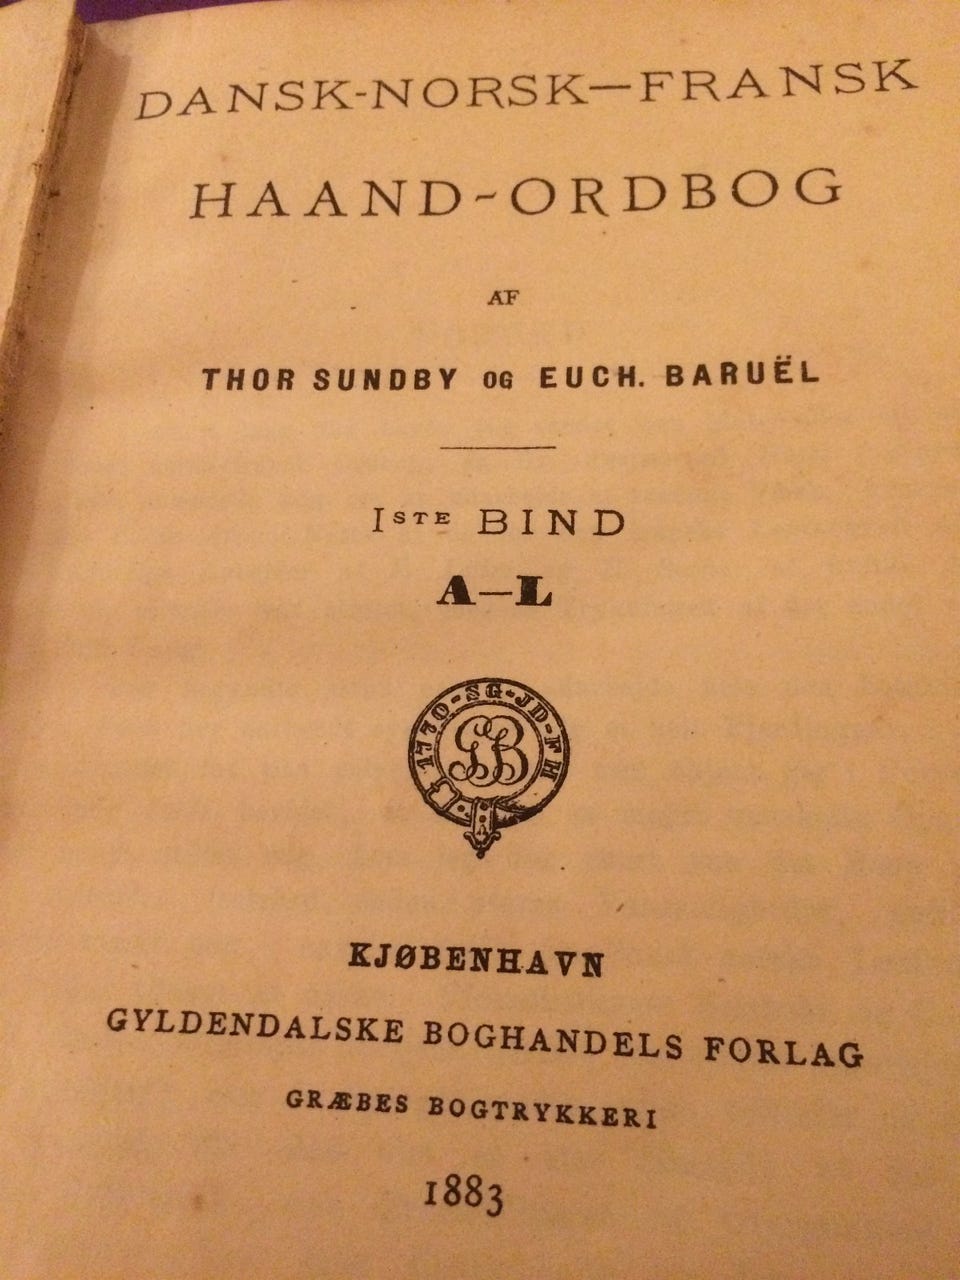 DANSK-NORSK—FRANSK
HAAND-ORDBOG
AF
THOR SUNDBY OG EUCH. BARUËL
ISTE BIND
A—L
1770-SG-JD-FH
GB
KJØBENHAVN
GYLDENDALSKE BOGHANDELS FORLAG
GRÆBES BOGTRYKKERI
1883